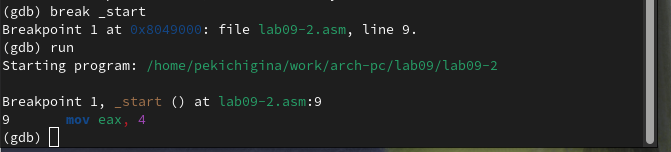 (gdb) break _start
Breakpoint 1 at 0x8049000: file lab09-2.asm, line 9.
(gdb) run
Starting program: /home/pekichigina/work/arch-pc/lab09/lab09-2

Breakpoint 1, _start () at lab09-2.asm:9
9       mov eax, 4
(gdb)